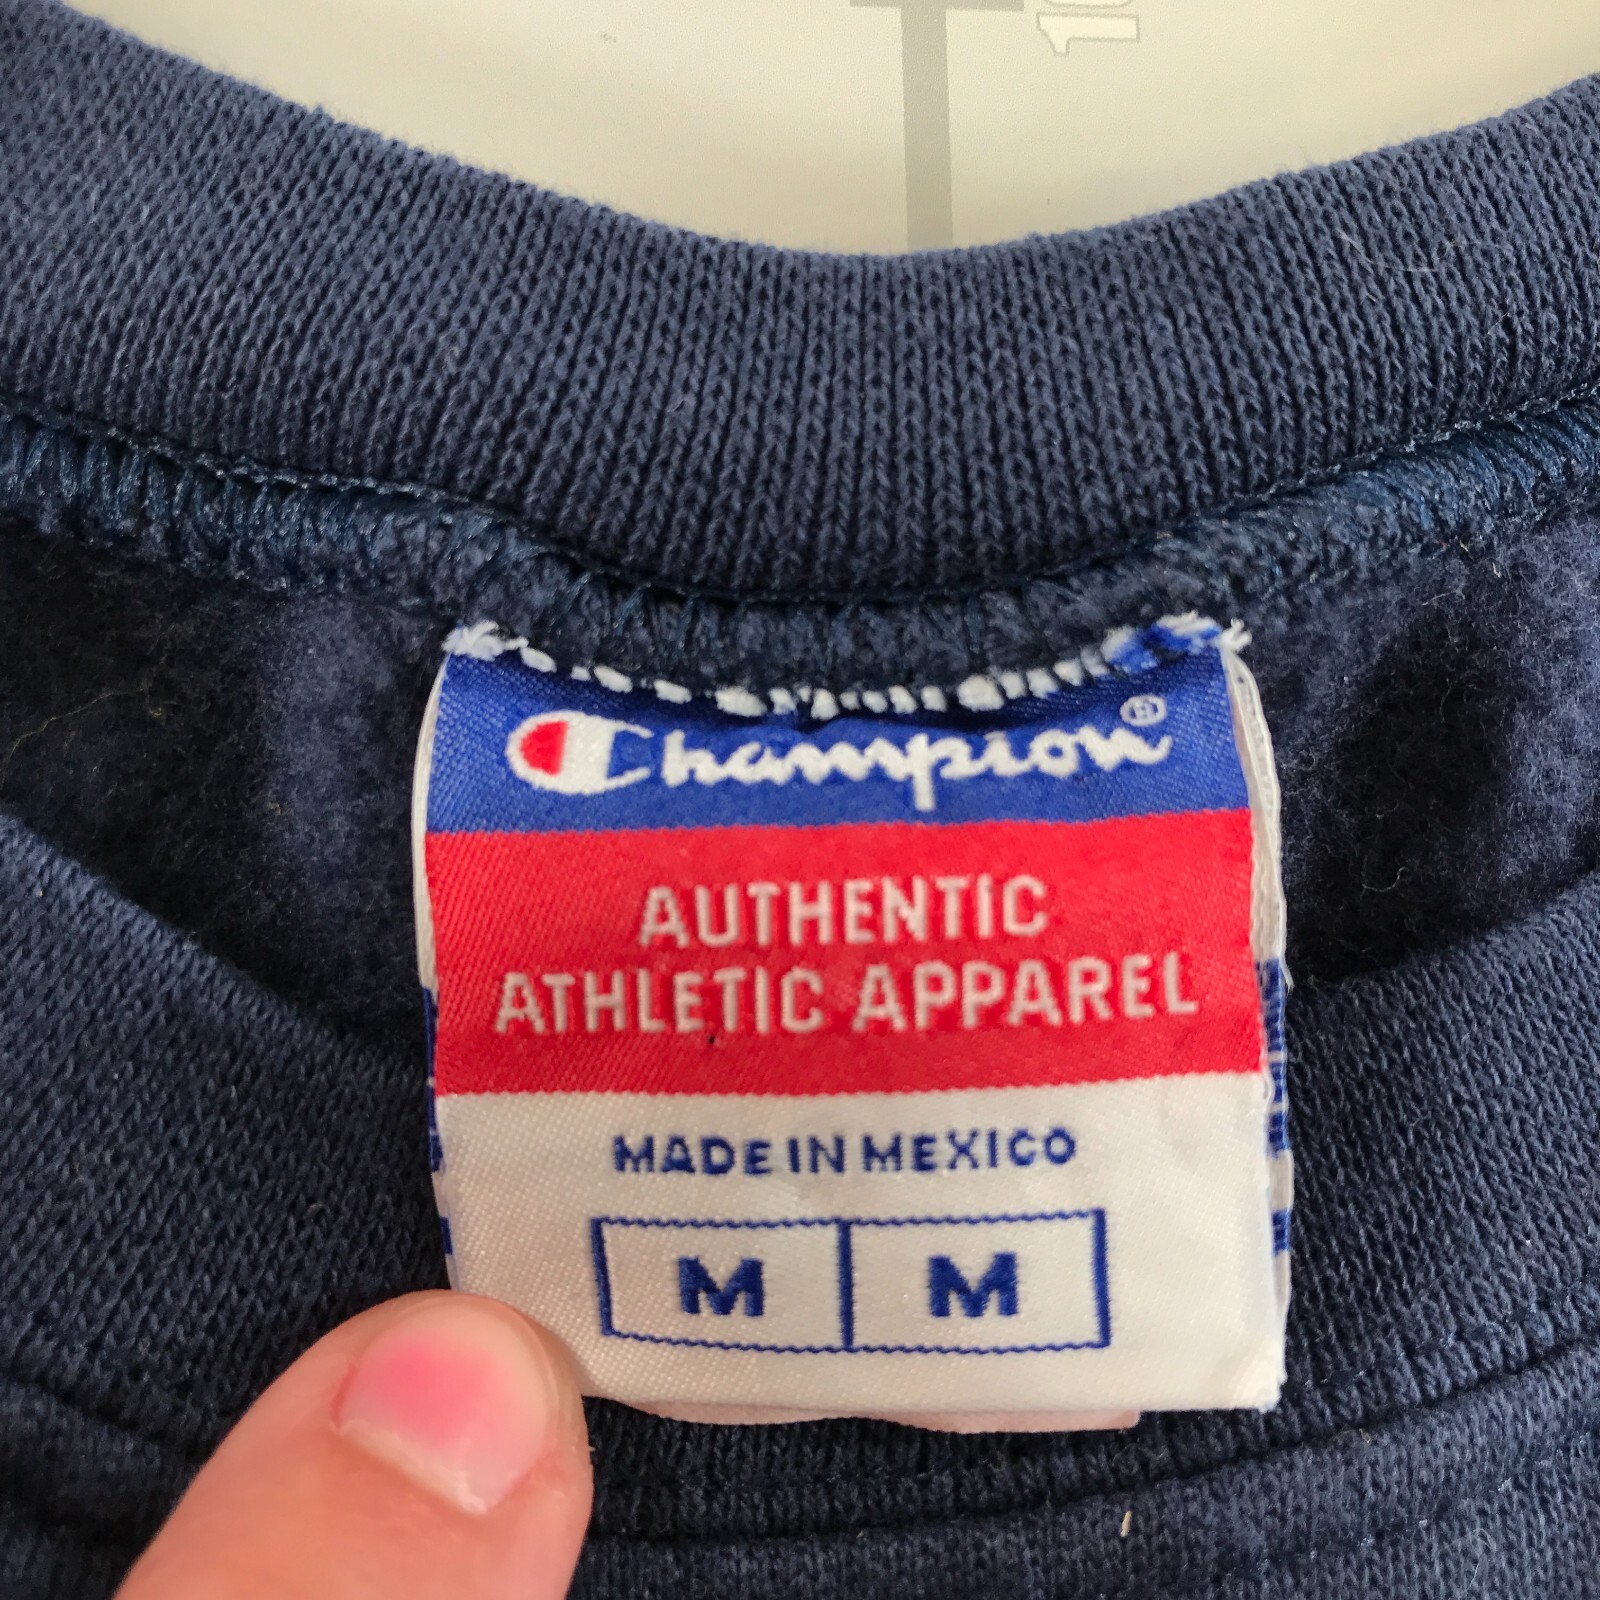 Champion®
AUTHENTIC
ATHLETIC APPAREL
MADE IN MEXICO
M M